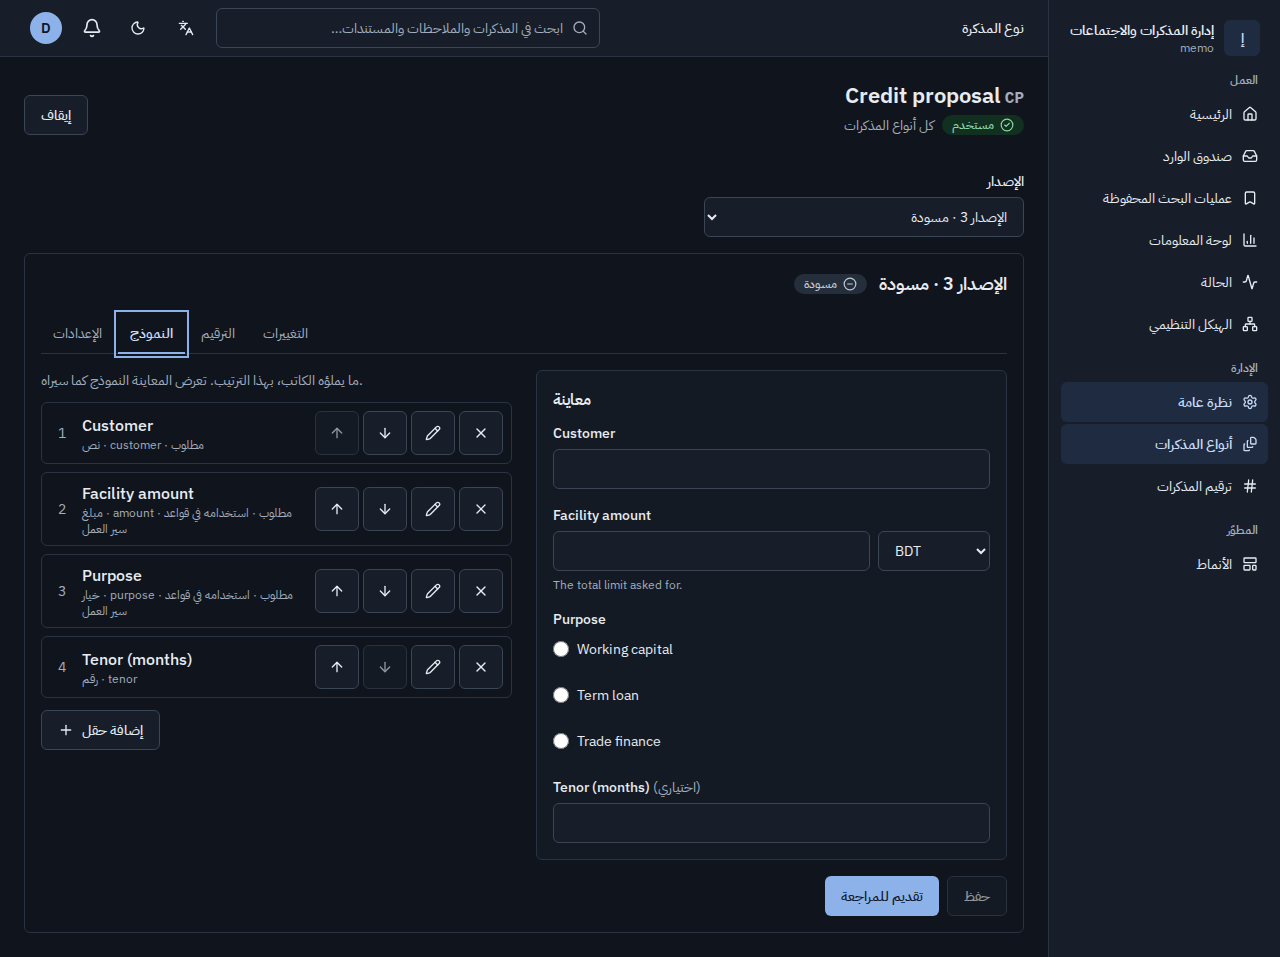 إدارة المذكرات والاجتماعات
memo
إ
العمل
الرئيسية
صندوق الوارد
عمليات البحث المحفوظة
لوحة المعلومات
الحالة
الهيكل التنظيمي
الإدارة
نظرة عامة
أنواع المذكرات
ترقيم المذكرات
المطوّر
الأنماط
نوع المذكرة
ابحث في المذكرات والملاحظات والمستندات...
D
Credit proposal CP
مستخدم
كل أنواع المذكرات
إيقاف
الإصدار
الإصدار 3 · مسودة
الإصدار 3 · مسودة
مسودة
التغييرات
الترقيم
النموذج
الإعدادات
ما يملؤه الكاتب، بهذا الترتيب. تعرض المعاينة النموذج كما سيراه.
1
Customer
نص · customer · مطلوب
2
Facility amount
مبلغ · amount · مطلوب · استخدامه في قواعد
سير العمل
3
Purpose
خيار · purpose · مطلوب · استخدامه في قواعد
سير العمل
4
Tenor (months)
رقم · tenor
إضافة حقل
معاينة
Customer
Facility amount
BDT
The total limit asked for.
Purpose
Working capital
Term loan
Trade finance
Tenor (months) (اختياري)
حفظ
تقديم للمراجعة